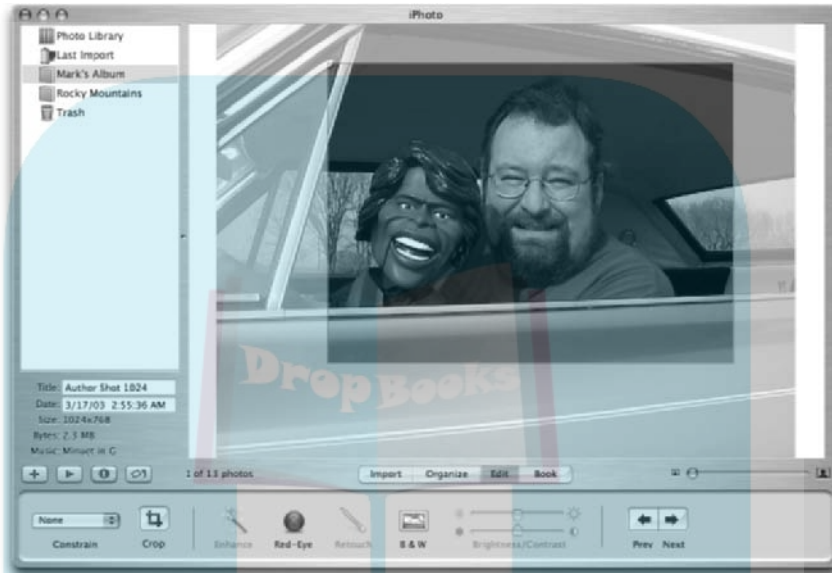 iPhoto
Photo Library
Last Import
Mark's Album
Rocky Mountains
Trash
Drop Books
Title: Author Shot 1024
Date: 3/17/03 2:55:36 AM
Size: 1024x768
Bytes: 2.3 MB
Music: Minuet in G
1 of 13 photos
Import Organize Edit Book
None
Constrain Crop Enhance Red-Eye Retouch B & W Brightness/Contrast Prev Next